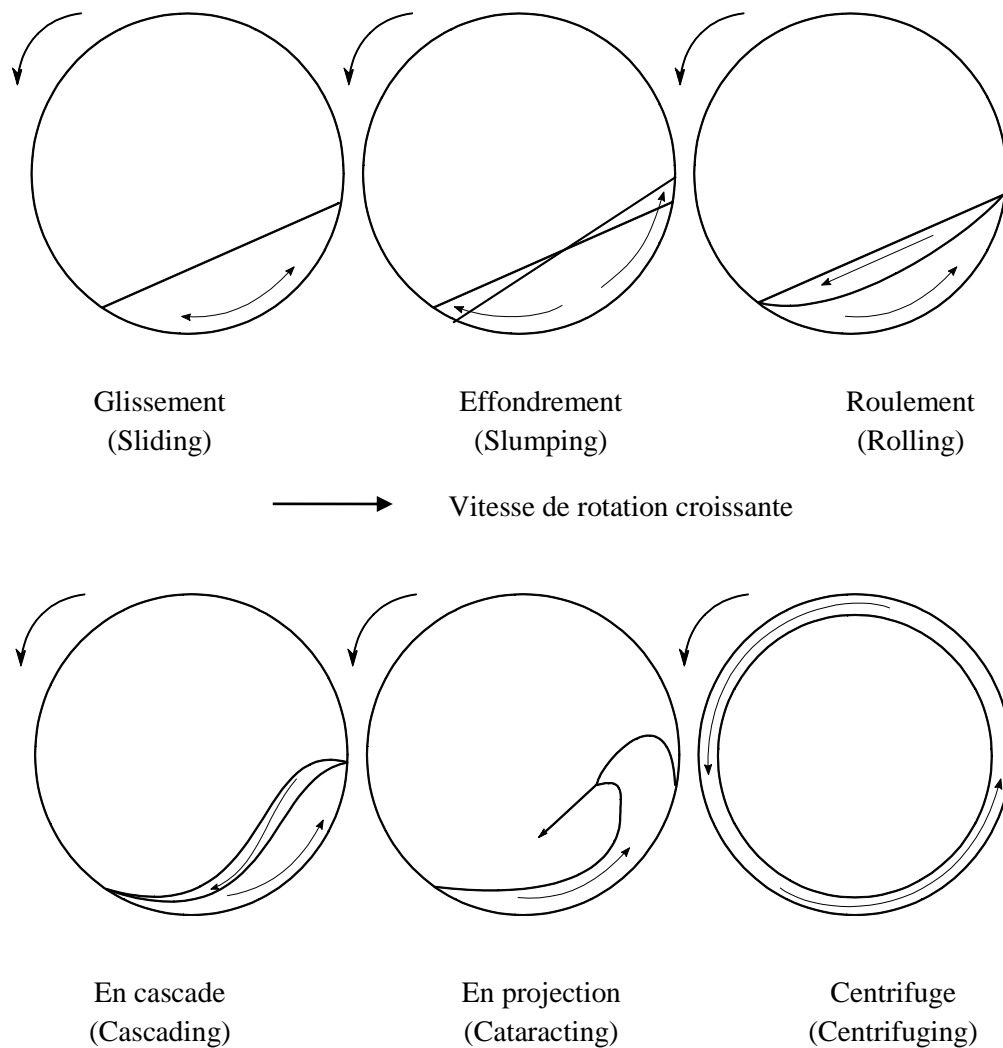 Glissement
(Sliding)
Effondrement
(Slumping)
Roulement
(Rolling)
Vitesse de rotation croissante
En cascade
(Cascading)
En projection
(Cataracting)
Centrifuge
(Centrifuging)